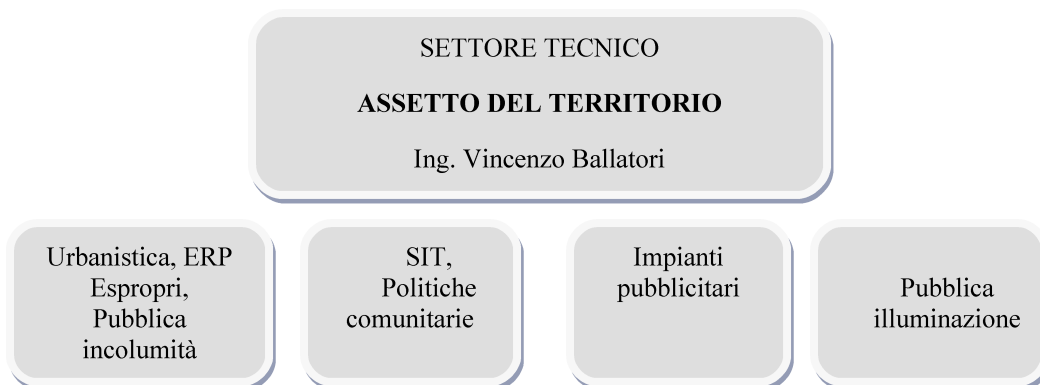 SETTORE TECNICO
ASSETTO DEL TERRITORIO
Ing. Vincenzo Ballatori
Urbanistica, ERP
Espropri,
Pubblica
incolumità
SIT,
Politiche
comunitarie
Impianti
pubblicitari
Pubblica
illuminazione